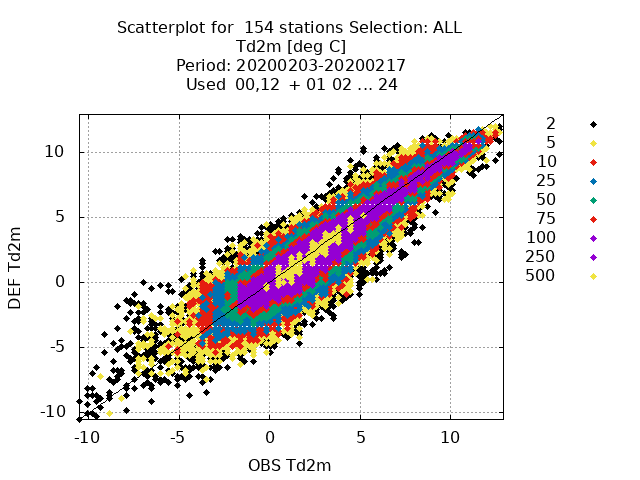 Scatterplot for  154 stations Selection: ALL
Td2m [deg C]
Period: 20200203-20200217
Used  00,12  + 01 02 ... 24
2
5
10
25
50
75
100
250
500
10
5
0
-5
-10
DEF Td2m
-10 -5 0 5 10
OBS Td2m